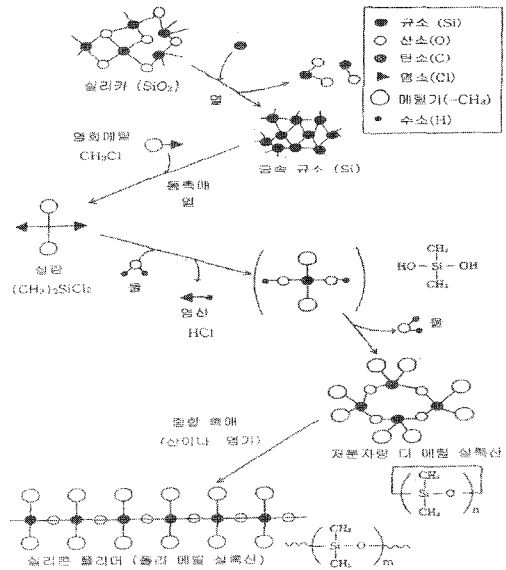 규소 (Si)
산소(O)
탄소(C)
염소(Cl)
메틸기(-CH₃)
수소(H)
실리카 (SiO₂)
열
염화메틸
CH₃Cl
금속 규소 (Si)
동촉매
열
실란
(CH₃)₂SiCl₂
물
염산
HCl
CH₃
HO-Si-OH
CH₃
물
중합 촉매
(산이나 염기)
저분자량 디 메틸 실록산
CH₃
Si-O
CH₃
n
실리콘 폴리머 (폴리 메틸 실록산)
CH₃
Si-O
CH₃
m